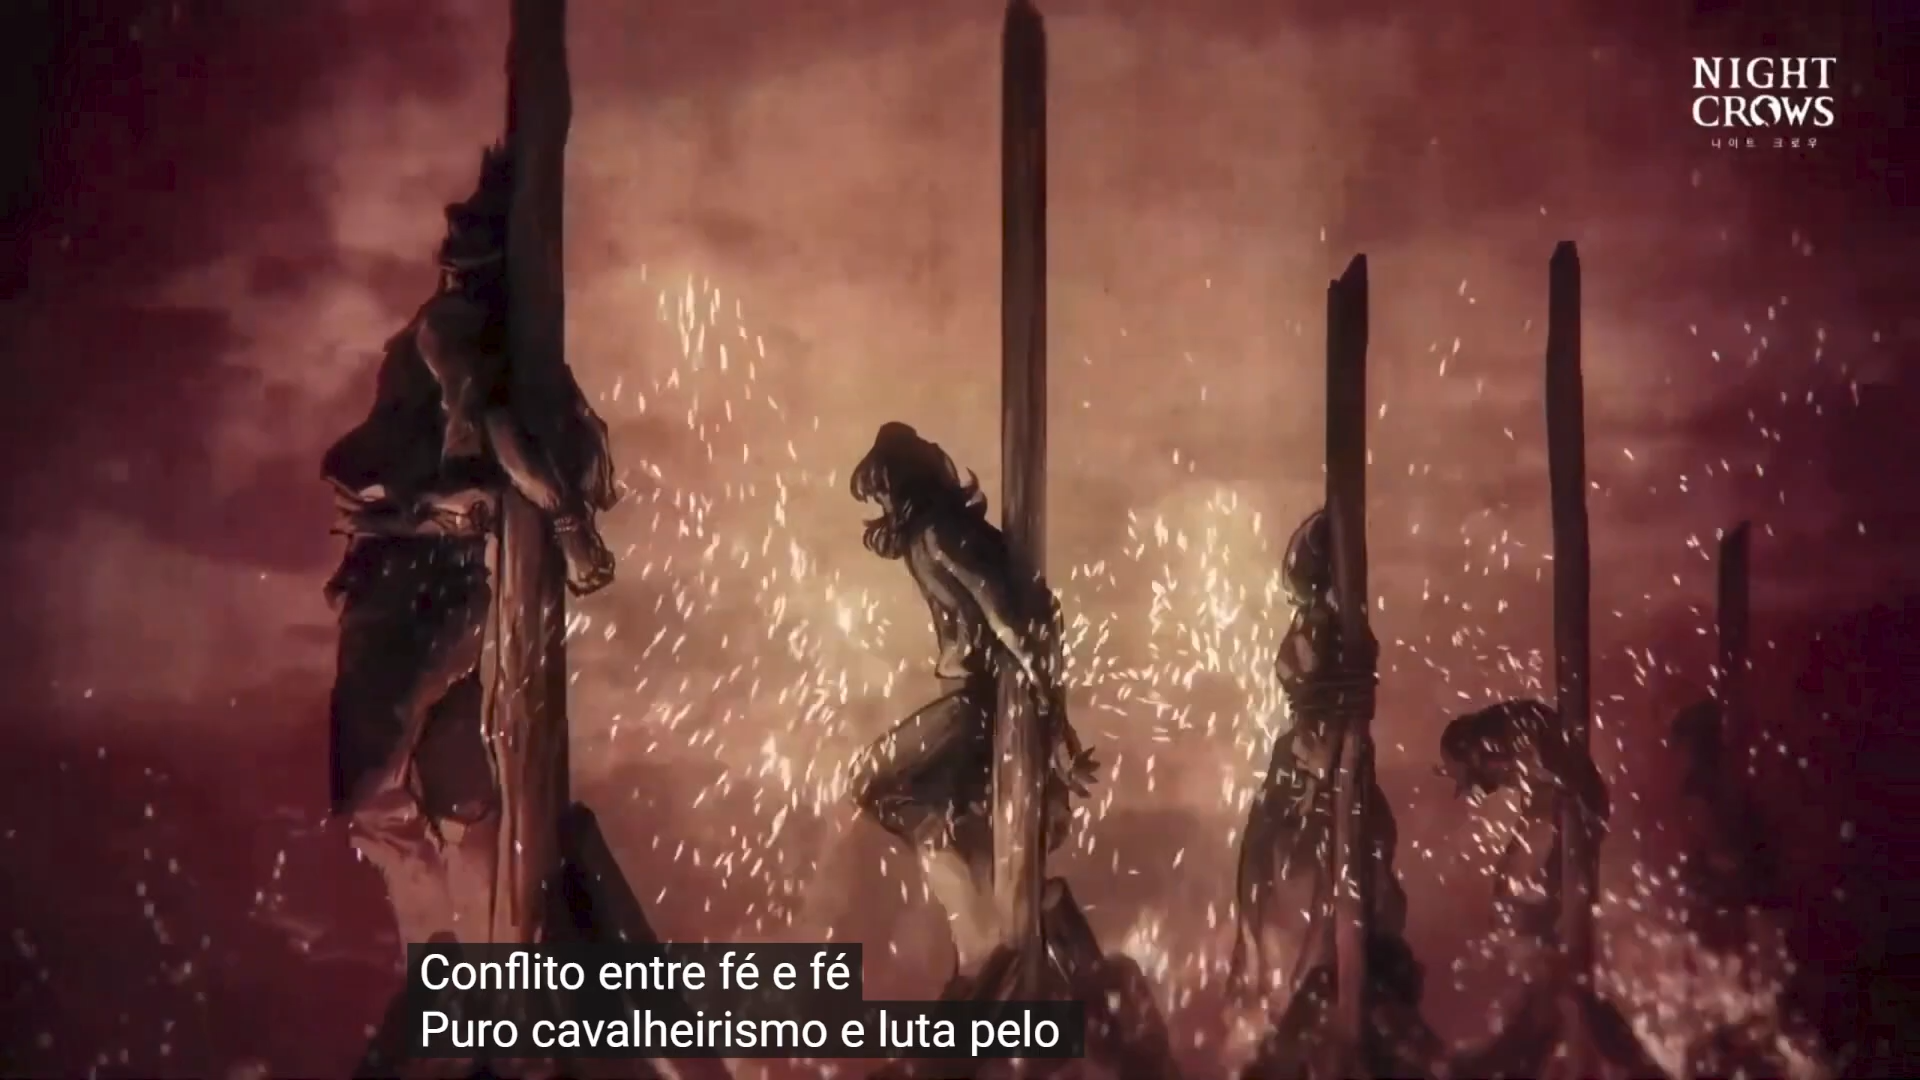 NIGHT
CROWS
나이트 크로우
Conflito entre fé e fé
Puro cavalheirismo e luta pelo